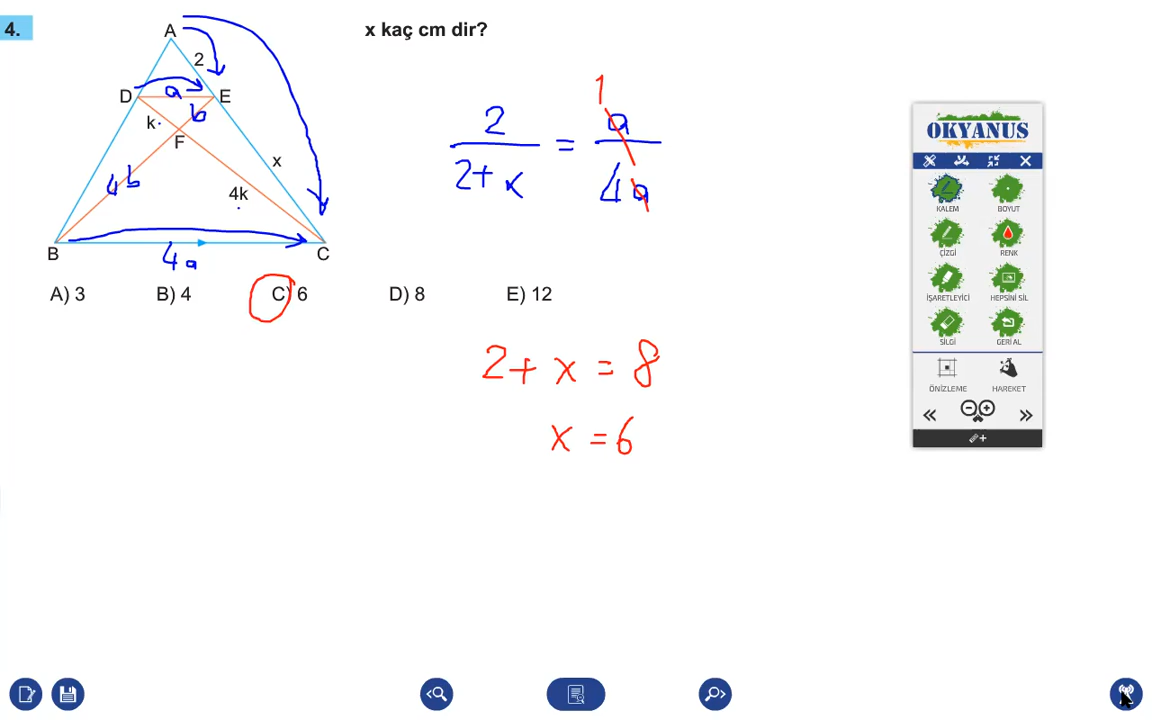 4.
x kaç cm dir?
A
2
D
a
E
b
k
F
x
4b
4k
B
4a
C
2 / 2+x = a / 4a
1
A) 3 B) 4 C) 6 D) 8 E) 12
2+x=8
x=6
OKYANUS
KALEM BOYUT
ÇİZGİ RENK
İŞARETLEYİCİ HEPSİNİ SİL
SİLGİ GERİ AL
ÖNİZLEME HAREKET